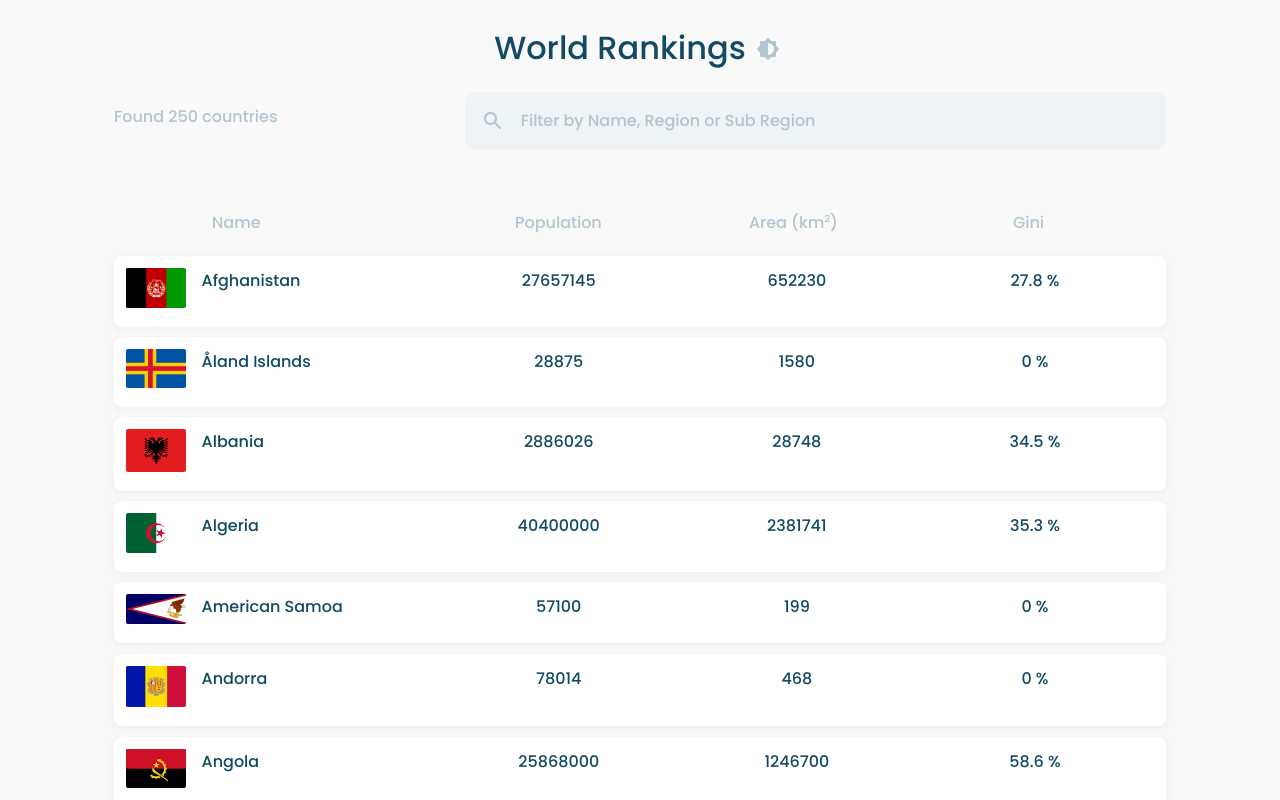 World Rankings
Found 250 countries
Filter by Name, Region or Sub Region
Name Population Area (km²) Gini
Afghanistan 27657145 652230 27.8 %
Åland Islands 28875 1580 0 %
Albania 2886026 28748 34.5 %
Algeria 40400000 2381741 35.3 %
American Samoa 57100 199 0 %
Andorra 78014 468 0 %
Angola 25868000 1246700 58.6 %